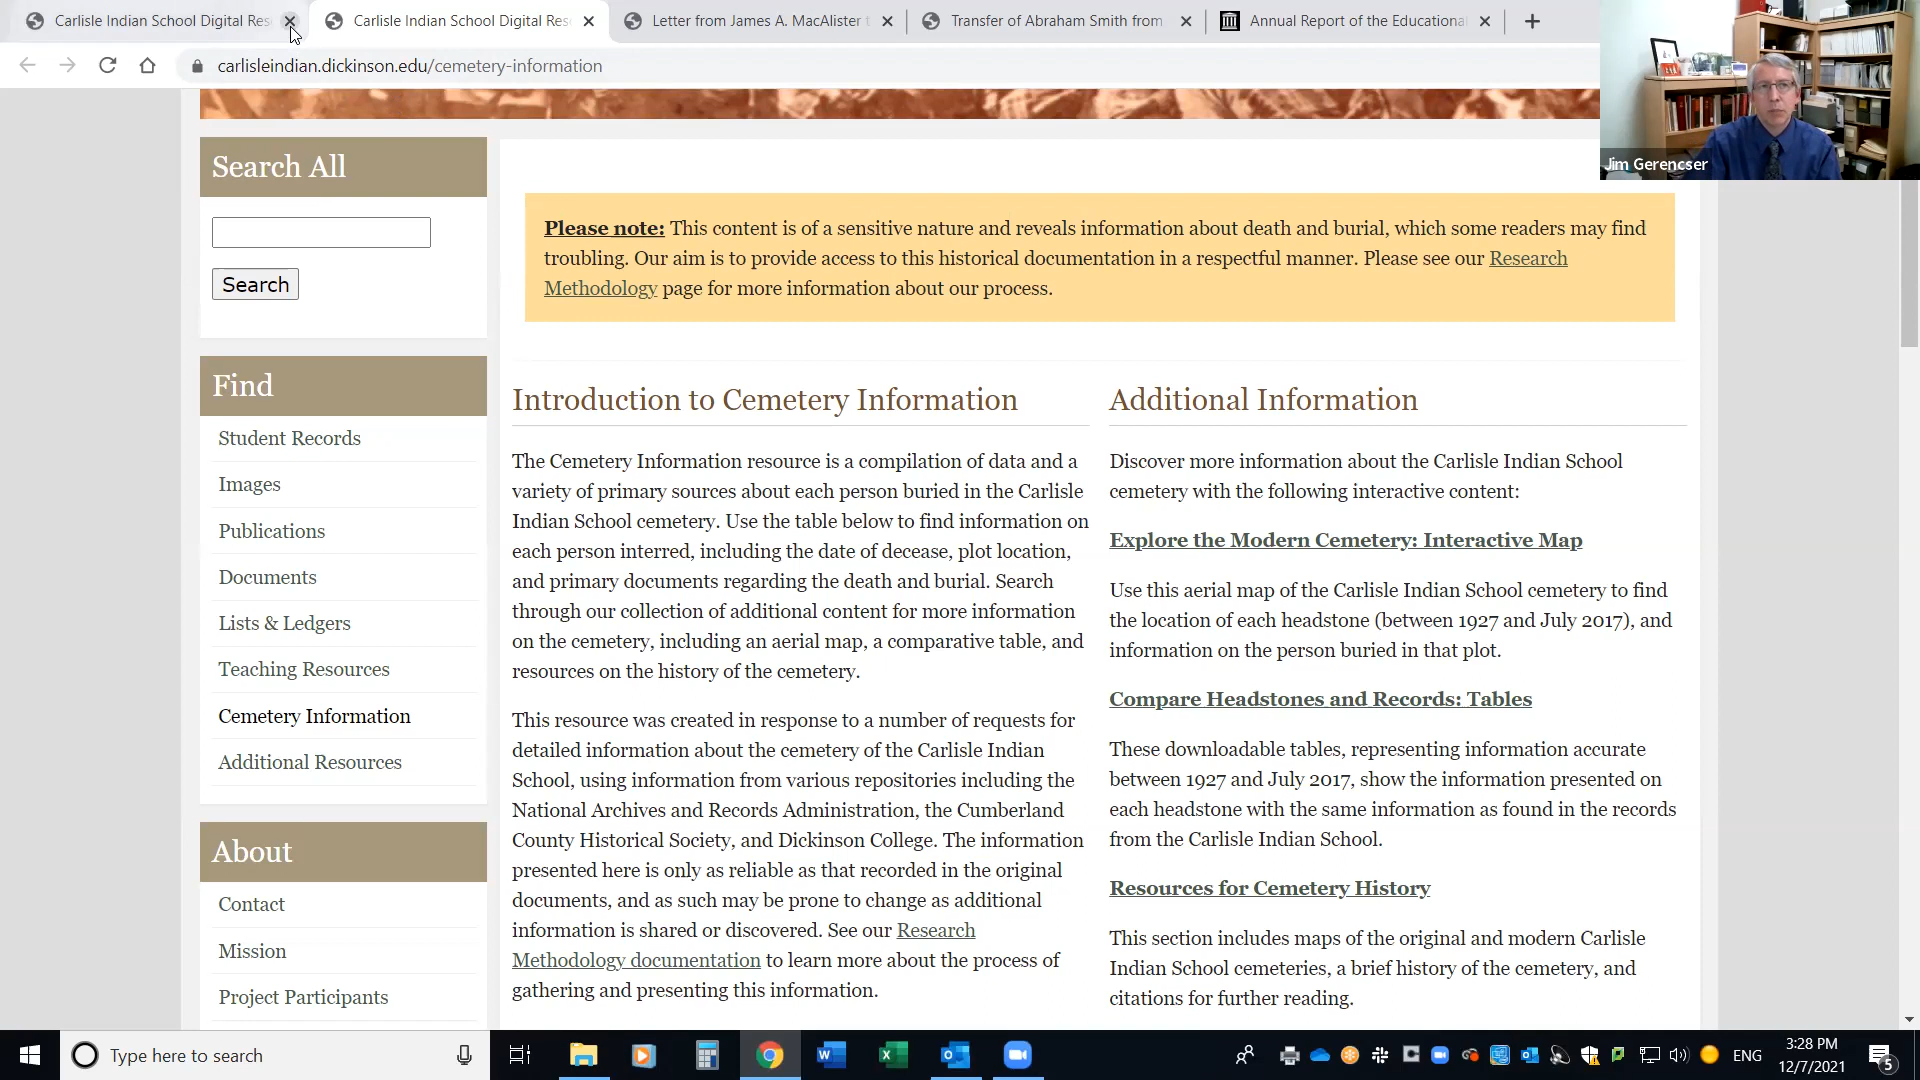 Carlisle Indian School Digital Res
Carlisle Indian School Digital Res
Letter from James A. MacAlister t
Transfer of Abraham Smith from
Annual Report of the Educational
carlisleindian.dickinson.edu/cemetery-information
Jim Gerencser
Search All
Search
Find
Student Records
Images
Publications
Documents
Lists & Ledgers
Teaching Resources
Cemetery Information
Additional Resources
About
Contact
Mission
Project Participants
Please note: This content is of a sensitive nature and reveals information about death and burial, which some readers may find
troubling. Our aim is to provide access to this historical documentation in a respectful manner. Please see our Research
Methodology page for more information about our process.
Introduction to Cemetery Information
The Cemetery Information resource is a compilation of data and a
variety of primary sources about each person buried in the Carlisle
Indian School cemetery. Use the table below to find information on
each person interred, including the date of decease, plot location,
and primary documents regarding the death and burial. Search
through our collection of additional content for more information
on the cemetery, including an aerial map, a comparative table, and
resources on the history of the cemetery.
This resource was created in response to a number of requests for
detailed information about the cemetery of the Carlisle Indian
School, using information from various repositories including the
National Archives and Records Administration, the Cumberland
County Historical Society, and Dickinson College. The information
presented here is only as reliable as that recorded in the original
documents, and as such may be prone to change as additional
information is shared or discovered. See our Research
Methodology documentation to learn more about the process of
gathering and presenting this information.
Additional Information
Discover more information about the Carlisle Indian School
cemetery with the following interactive content:
Explore the Modern Cemetery: Interactive Map
Use this aerial map of the Carlisle Indian School cemetery to find
the location of each headstone (between 1927 and July 2017), and
information on the person buried in that plot.
Compare Headstones and Records: Tables
These downloadable tables, representing information accurate
between 1927 and July 2017, show the information presented on
each headstone with the same information as found in the records
from the Carlisle Indian School.
Resources for Cemetery History
This section includes maps of the original and modern Carlisle
Indian School cemeteries, a brief history of the cemetery, and
citations for further reading.
Type here to search
ENG
3:28 PM
12/7/2021
5